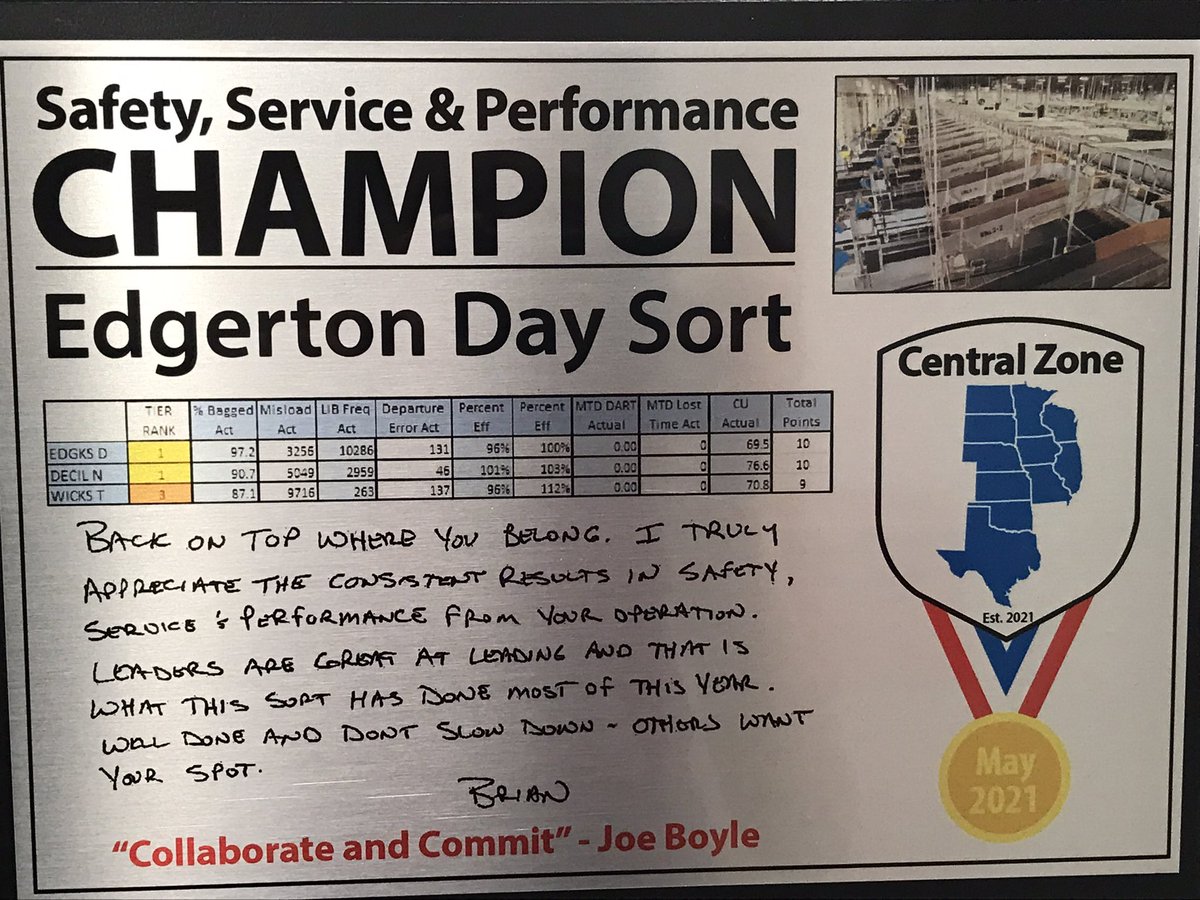 Safety, Service & Performance
CHAMPION
Edgerton Day Sort
TIER RANK % Bagged Act Misload Act LIB Freq Act Departure Error Act Percent Eff Percent Eff MTD DART Actual MTD Lost Time Act CU Actual Total Points
EDGKS D 1 97.2 3256 10286 131 96% 100% 0.00 0 69.5 10
DECIL N 1 90.7 5049 2959 46 101% 103% 0.00 0 76.6 10
WICKS T 3 87.1 9716 263 137 96% 112% 0.00 0 70.8 9
BACK ON TOP WHERE YOU BELONG. I TRULY
APPRECIATE THE CONSISTENT RESULTS IN SAFETY,
SERVICE & PERFORMANCE FROM YOUR OPERATION.
LEADERS ARE GREAT AT LEADING AND THAT IS
WHAT THIS SORT HAS DONE MOST OF THIS YEAR.
WELL DONE AND DONT SLOW DOWN - OTHERS WANT
YOUR SPOT.
BRIAN
"Collaborate and Commit" - Joe Boyle
Central Zone
Est. 2021
May
2021